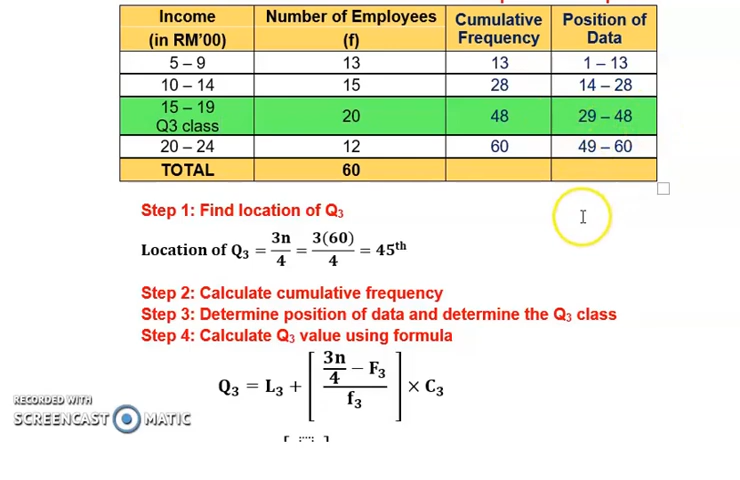 Income Number of Employees Cumulative Position of
(in RM'00) (f) Frequency Data
5 – 9 13 13 1 – 13
10 – 14 15 28 14 – 28
15 – 19
Q3 class 20 48 29 – 48
20 – 24 12 60 49 – 60
TOTAL 60
Step 1: Find location of Q₃
Location of Q₃ = 3n/4 = 3(60)/4 = 45ᵗʰ
Step 2: Calculate cumulative frequency
Step 3: Determine position of data and determine the Q₃ class
Step 4: Calculate Q₃ value using formula
Q₃ = L₃ + [(3n/4 − F₃)/f₃] × C₃
RECORDED WITH
SCREENCAST MATIC